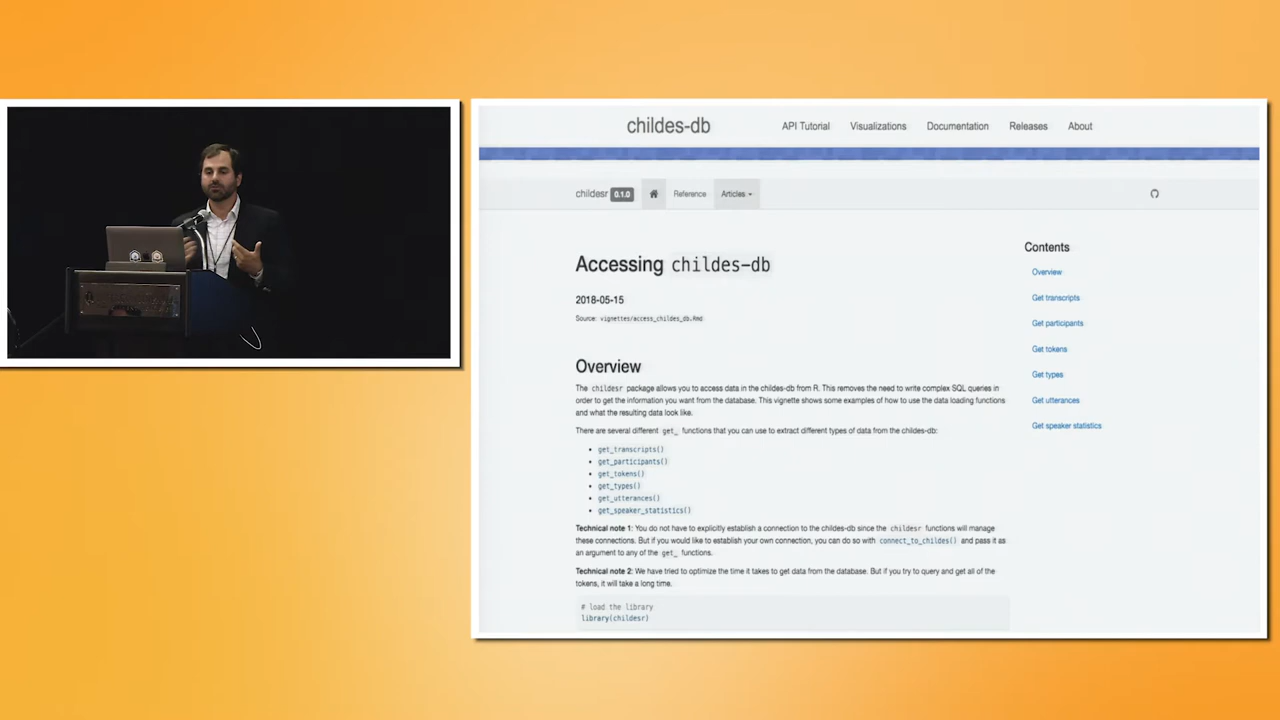 childes-db
API Tutorial Visualizations Documentation Releases About
childesr 0.1.0 Reference Articles
Accessing childes-db
2018-05-15
Source: vignettes/access_childes_db.Rmd
Overview
The childesr package allows you to access data in the childes-db from R. This removes the need to write complex SQL queries in
order to get the information you want from the database. This vignette shows some examples of how to use the data loading functions
and what the resulting data look like.
There are several different get_ functions that you can use to extract different types of data from the childes-db:
get_transcripts()
get_participants()
get_tokens()
get_types()
get_utterances()
get_speaker_statistics()
Technical note 1: You do not have to explicitly establish a connection to the childes-db since the childesr functions will manage
these connections. But if you would like to establish your own connection, you can do so with connect_to_childes() and pass it as
an argument to any of the get_ functions.
Technical note 2: We have tried to optimize the time it takes to get data from the database. But if you try to query and get all of the
tokens, it will take a long time.
# load the library
library(childesr)
Contents
Overview
Get transcripts
Get participants
Get tokens
Get types
Get utterances
Get speaker statistics